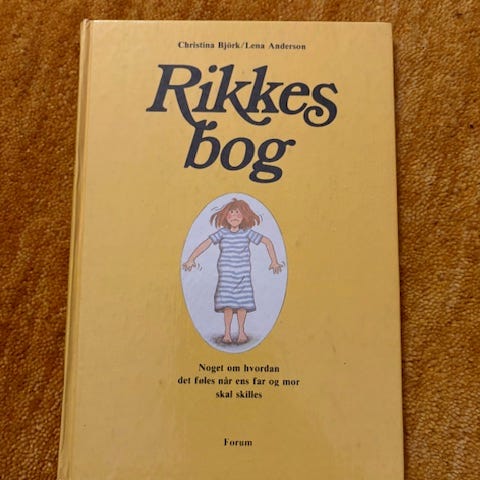 Christina Björk/Lena Anderson
Rikkes
bog
Noget om hvordan
det føles når ens far og mor
skal skilles
Forum